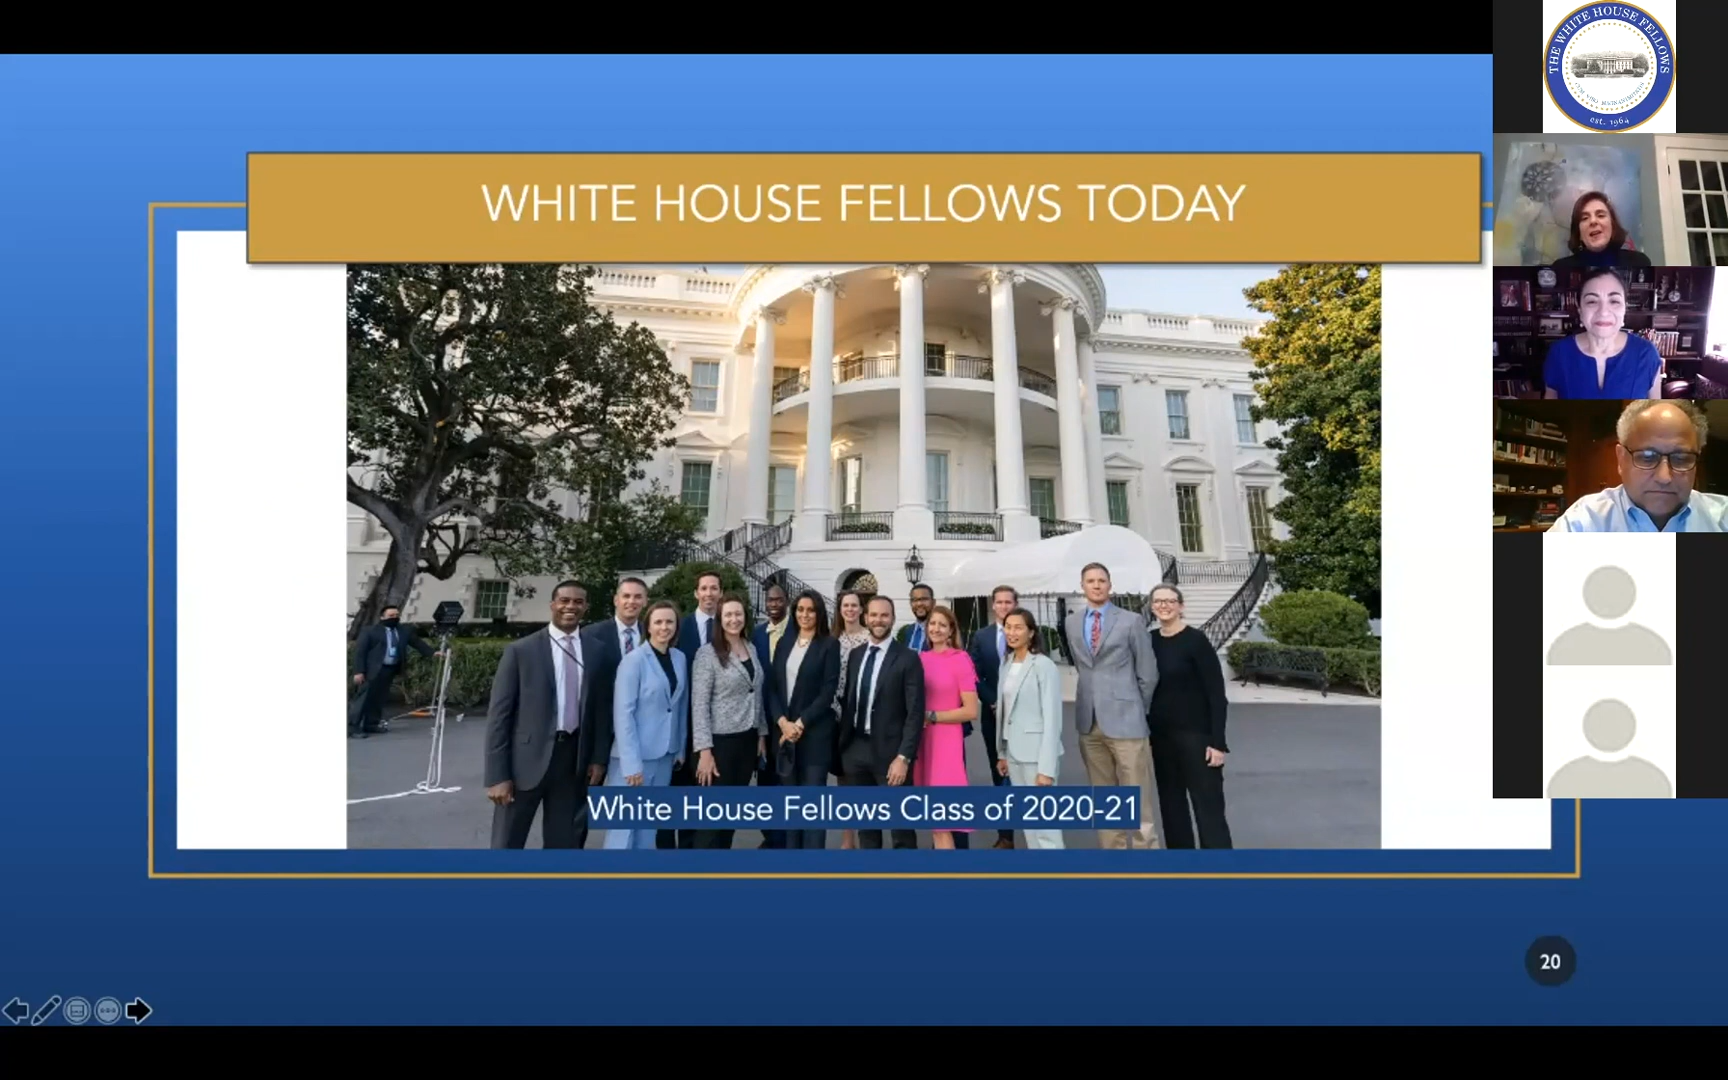 WHITE HOUSE FELLOWS TODAY
White House Fellows Class of 2020-21
20
THE WHITE HOUSE FELLOWS
est. 1964